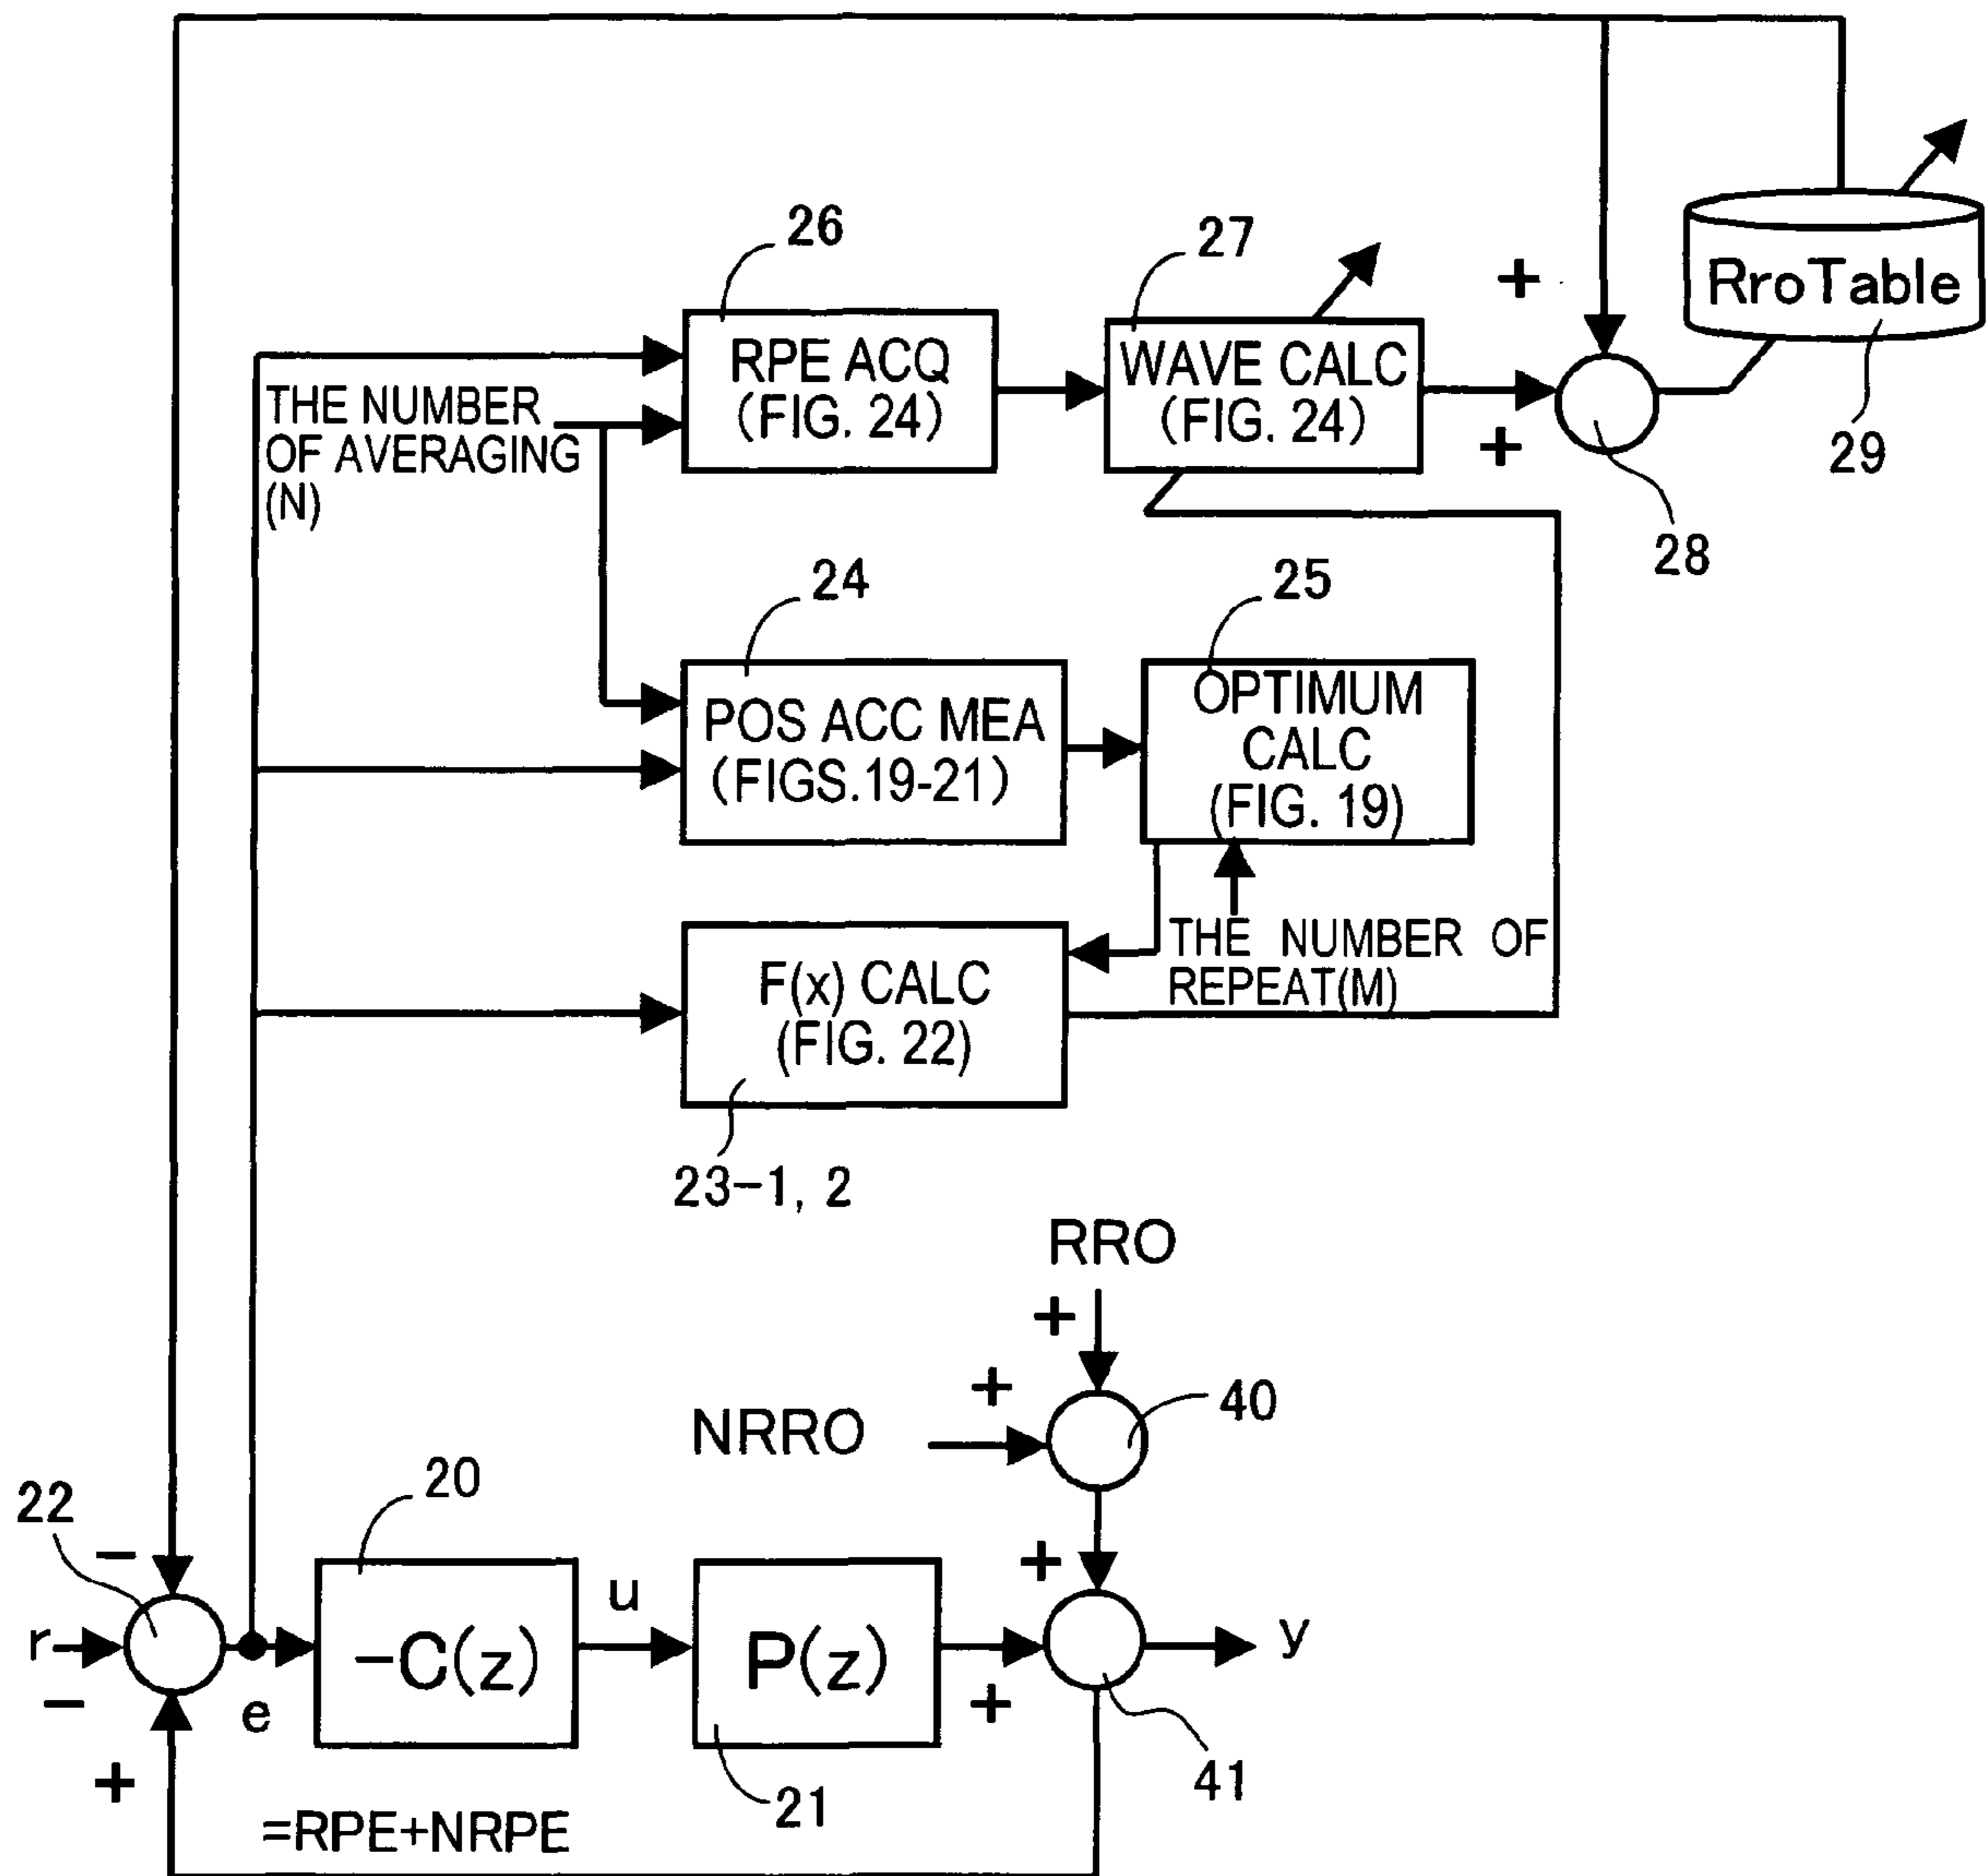 26
27
+
RroTable
RPE ACQ
(FIG. 24)
WAVE CALC
(FIG. 24)
THE NUMBER
OF AVERAGING
(N)
+
29
28
24
25
POS ACC MEA
(FIGS.19-21)
OPTIMUM
CALC
(FIG. 19)
THE NUMBER OF
REPEAT(M)
F(x) CALC
(FIG. 22)
23-1, 2
RRO
+
+
40
NRRO
20
22
−
+
u
r
−C(z)
P(z)
y
−
e
+
+
21
41
=RPE+NRPE